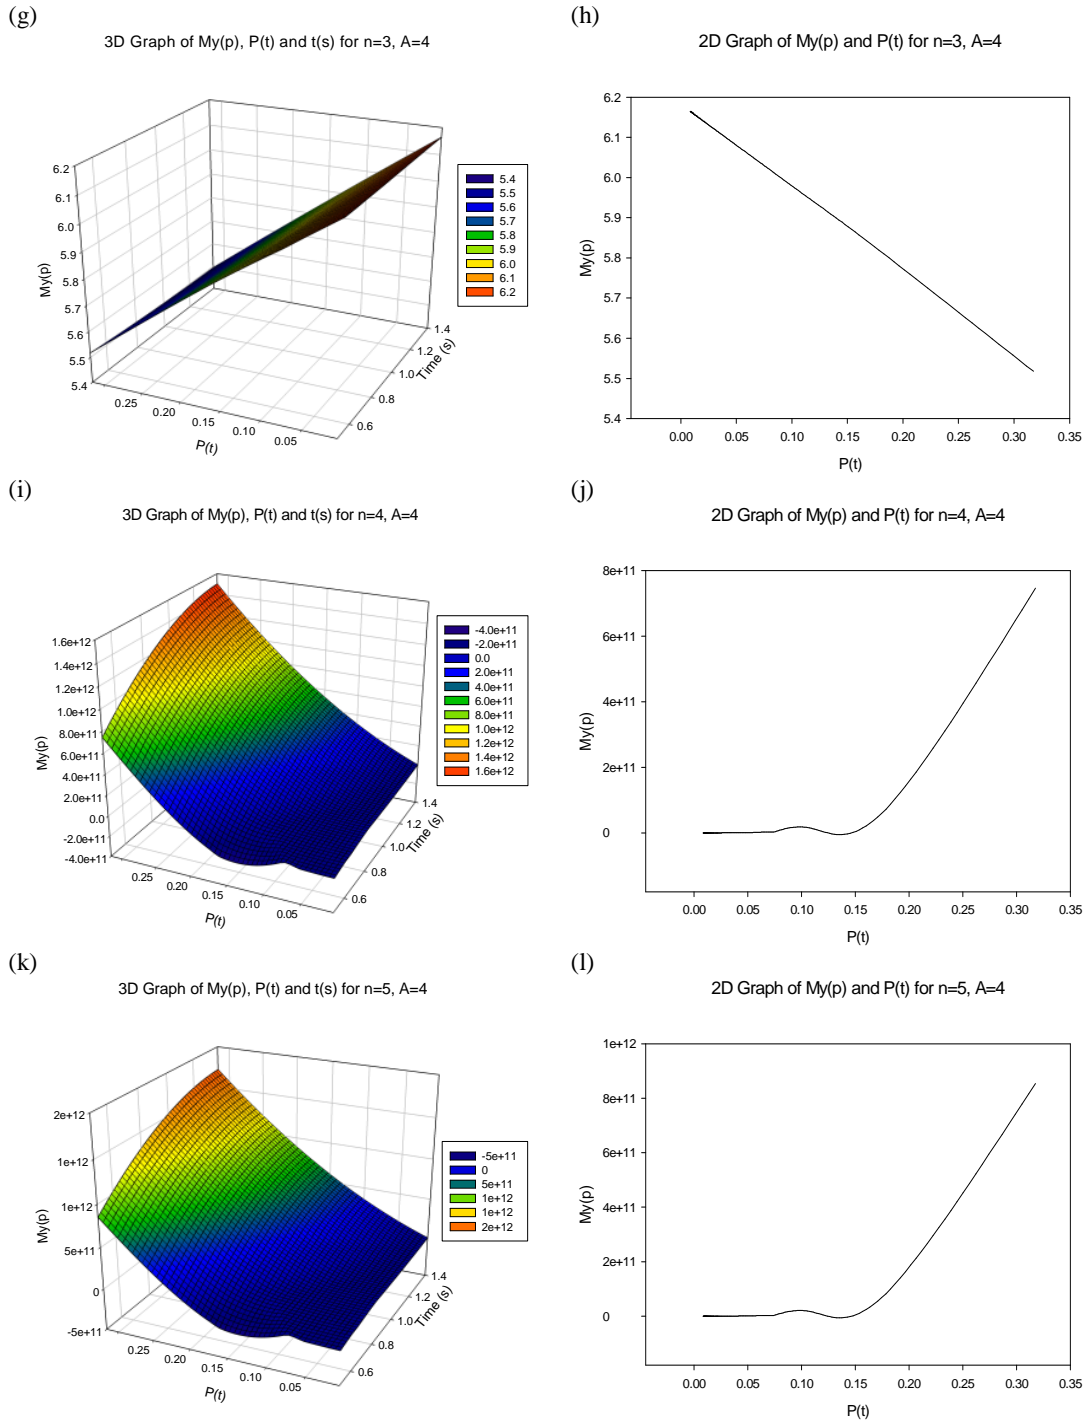 (g)
3D Graph of My(p), P(t) and t(s) for n=3, A=4
My(p)
6.2
6.1
6.0
5.9
5.8
5.7
5.6
5.5
5.4
0.25
0.20
0.15
0.10
0.05
P(t)
0.6
0.8
1.0
1.2
1.4
Time (s)
5.4
5.5
5.6
5.7
5.8
5.9
6.0
6.1
6.2
(h)
2D Graph of My(p) and P(t) for n=3, A=4
My(p)
6.2
6.1
6.0
5.9
5.8
5.7
5.6
5.5
5.4
0.00 0.05 0.10 0.15 0.20 0.25 0.30 0.35
P(t)
(i)
3D Graph of My(p), P(t) and t(s) for n=4, A=4
My(p)
1.6e+12
1.4e+12
1.2e+12
1.0e+12
8.0e+11
6.0e+11
4.0e+11
2.0e+11
0.0
-2.0e+11
-4.0e+11
0.25
0.20
0.15
0.10
0.05
P(t)
0.6
0.8
1.0
1.2
1.4
Time (s)
-4.0e+11
-2.0e+11
0.0
2.0e+11
4.0e+11
6.0e+11
8.0e+11
1.0e+12
1.2e+12
1.4e+12
1.6e+12
(j)
2D Graph of My(p) and P(t) for n=4, A=4
My(p)
8e+11
6e+11
4e+11
2e+11
0
0.00 0.05 0.10 0.15 0.20 0.25 0.30 0.35
P(t)
(k)
3D Graph of My(p), P(t) and t(s) for n=5, A=4
My(p)
2e+12
1e+12
1e+12
5e+11
0
-5e+11
0.25
0.20
0.15
0.10
0.05
P(t)
0.6
0.8
1.0
1.2
1.4
Time (s)
-5e+11
0
5e+11
1e+12
1e+12
2e+12
(l)
2D Graph of My(p) and P(t) for n=5, A=4
My(p)
1e+12
8e+11
6e+11
4e+11
2e+11
0
0.00 0.05 0.10 0.15 0.20 0.25 0.30 0.35
P(t)